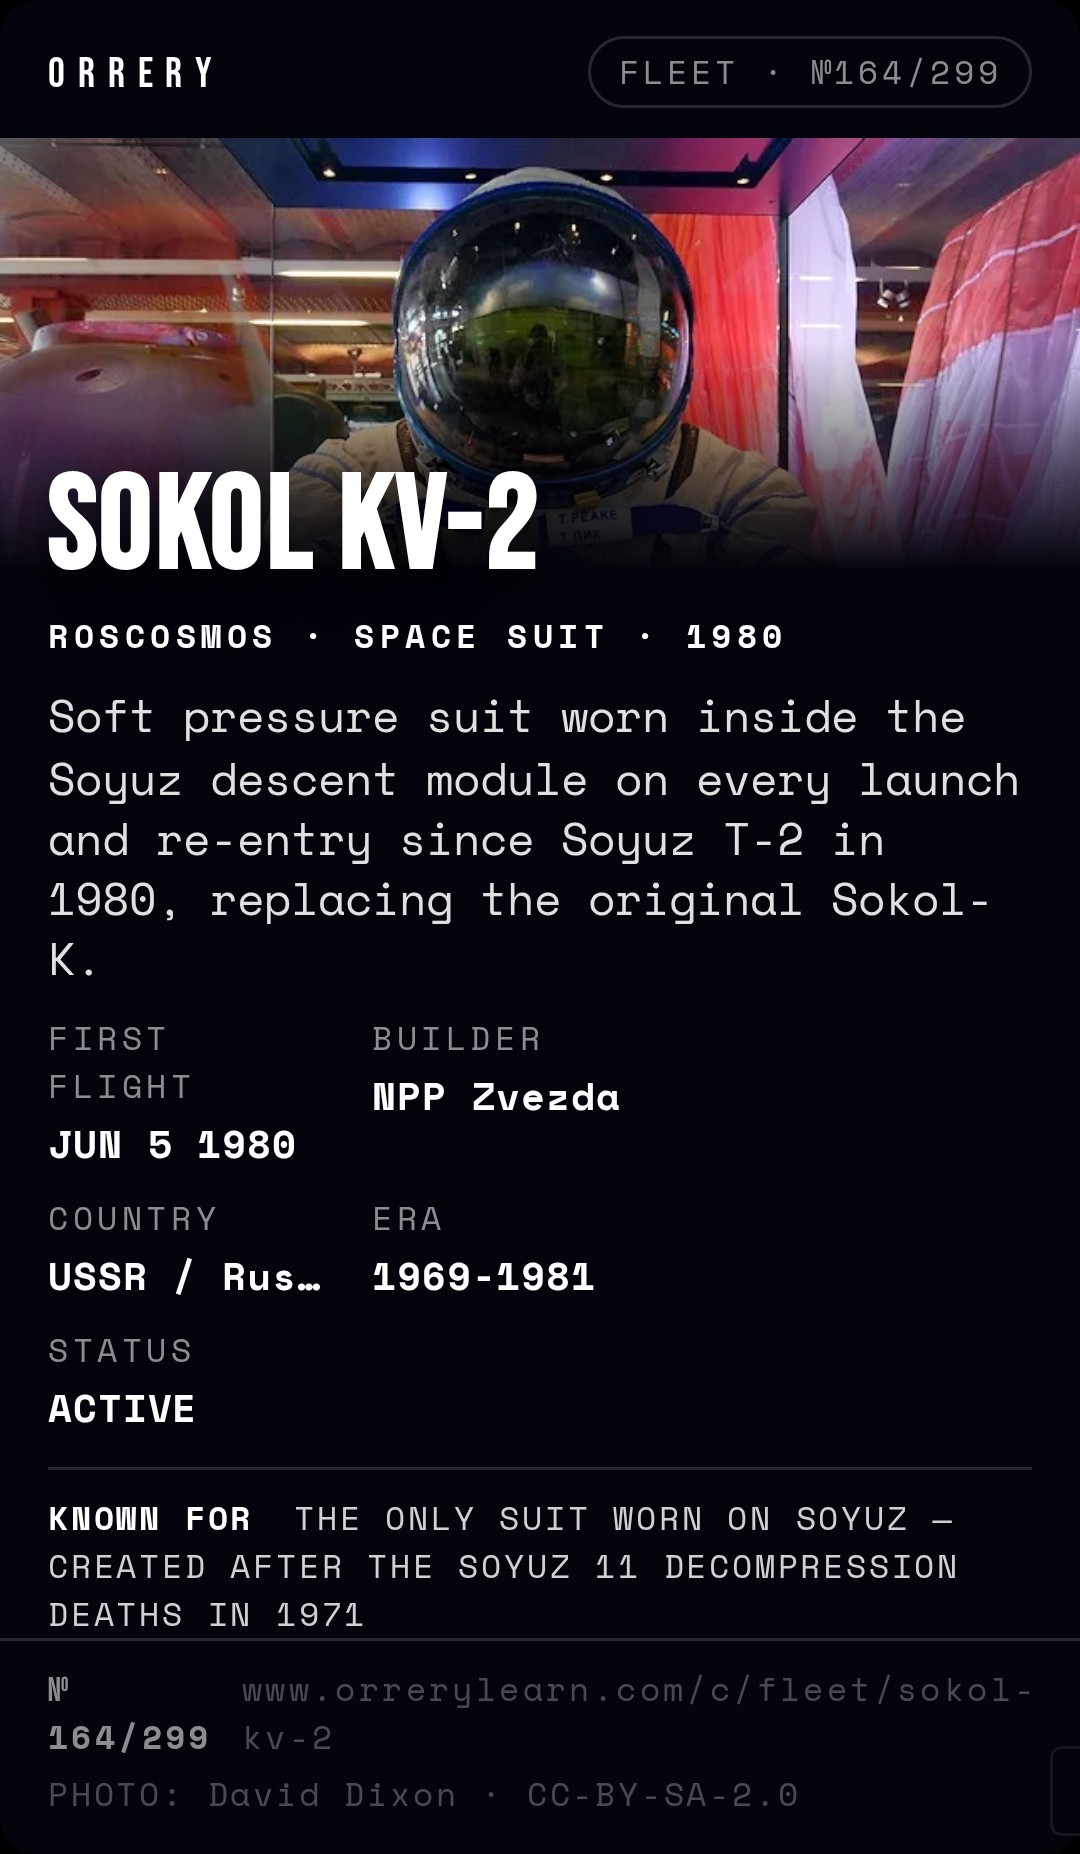 ORRERY
FLEET · №164/299
T. PEAKE
Т. ПИК
SOKOL KV-2
ROSCOSMOS · SPACE SUIT · 1980
Soft pressure suit worn inside the
Soyuz descent module on every launch
and re-entry since Soyuz T-2 in
1980, replacing the original Sokol-
K.
FIRST
FLIGHT
JUN 5 1980
BUILDER
NPP Zvezda
COUNTRY
USSR / Rus…
ERA
1969-1981
STATUS
ACTIVE
KNOWN FOR THE ONLY SUIT WORN ON SOYUZ —
CREATED AFTER THE SOYUZ 11 DECOMPRESSION
DEATHS IN 1971
№
164/299
www.orrerylearn.com/c/fleet/sokol-
kv-2
PHOTO: David Dixon · CC-BY-SA-2.0